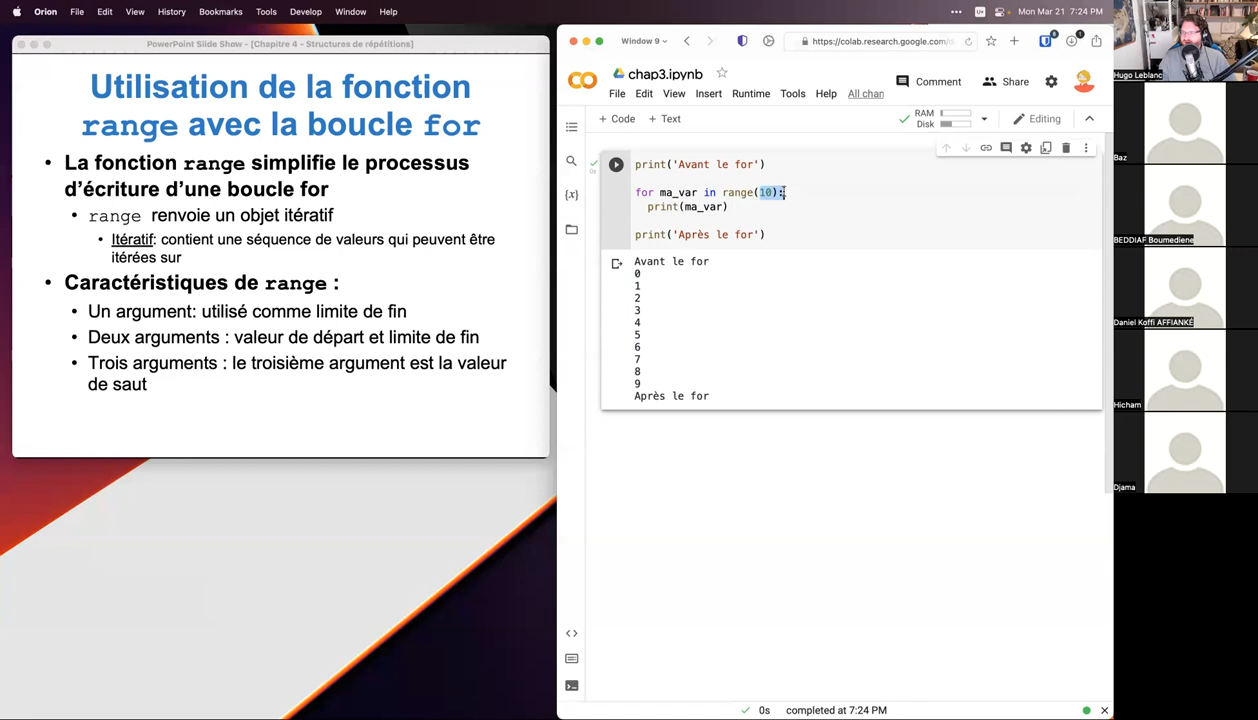 Orion File Edit View History Bookmarks Tools Develop Window Help
Mon Mar 21 7:24 PM
PowerPoint Slide Show - [Chapitre 4 - Structures de répétitions]
Utilisation de la fonction
range avec la boucle for
• La fonction range simplifie le processus
d’écriture d’une boucle for
• range renvoie un objet itératif
• Itératif: contient une séquence de valeurs qui peuvent être
itérées sur
• Caractéristiques de range :
• Un argument: utilisé comme limite de fin
• Deux arguments : valeur de départ et limite de fin
• Trois arguments : le troisième argument est la valeur
de saut
Window 9
https://colab.research.google.com/d
chap3.ipynb
Comment
Share
File Edit View Insert Runtime Tools Help All chan
+ Code + Text
RAM
Disk
Editing
print('Avant le for')
for ma_var in range(10):
print(ma_var)
print('Après le for')
0s
Avant le for
0
1
2
3
4
5
6
7
8
9
Après le for
0s completed at 7:24 PM
Hugo Leblanc
Baz
BEDDIAF Boumediene
Daniel Koffi AFFIANKÉ
Hicham
Djama